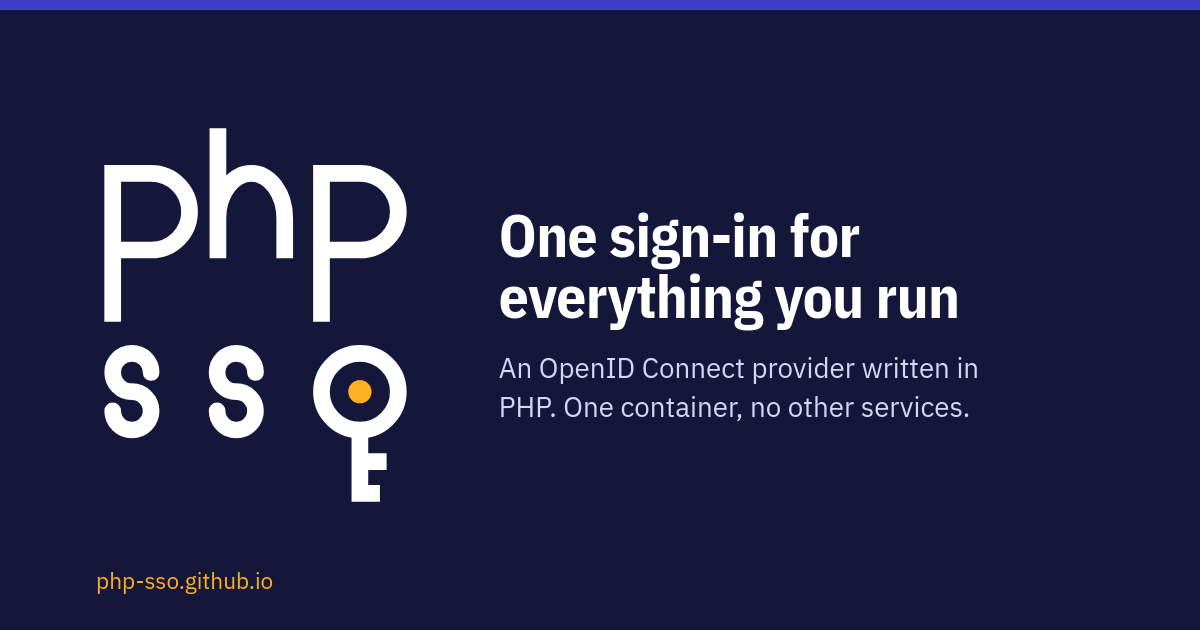 php
sso
One sign-in for
everything you run
An OpenID Connect provider written in
PHP. One container, no other services.
php-sso.github.io